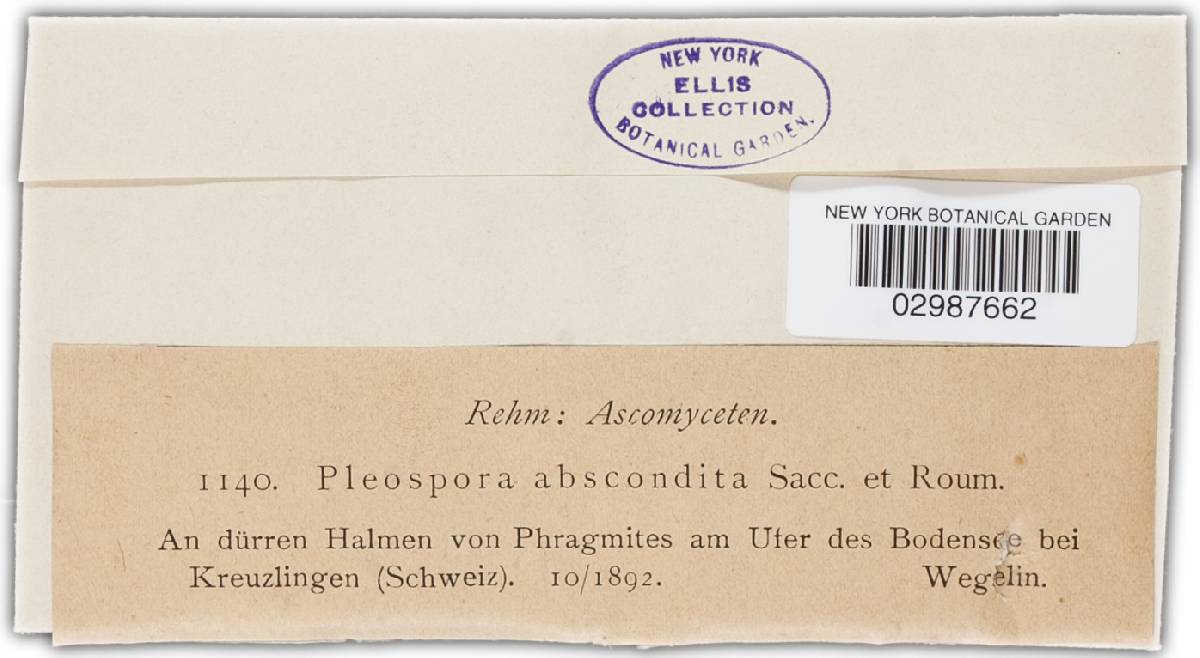 NEW YORK
ELLIS
COLLECTION
BOTANICAL GARDEN.
NEW YORK BOTANICAL GARDEN
02987662
Rehm: Ascomyceten.
1140. Pleospora abscondita Sacc. et Roum.
An dürren Halmen von Phragmites am Ufer des Bodensee bei
Kreuzlingen (Schweiz). 10/1892. Wegelin.